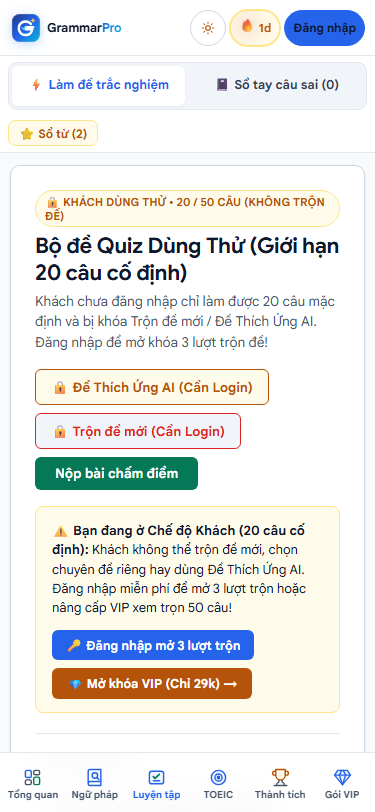 GrammarPro
1d
Đăng nhập
Làm đề trắc nghiệm
Sổ tay câu sai (0)
Sổ từ (2)
KHÁCH DÙNG THỬ • 20 / 50 CÂU (KHÔNG TRỘN
ĐỀ)
Bộ đề Quiz Dùng Thử (Giới hạn
20 câu cố định)
Khách chưa đăng nhập chỉ làm được 20 câu mặc
định và bị khóa Trộn đề mới / Đề Thích Ứng AI.
Đăng nhập để mở khóa 3 lượt trộn đề!
Đề Thích Ứng AI (Cần Login)
Trộn đề mới (Cần Login)
Nộp bài chấm điểm
Bạn đang ở Chế độ Khách (20 câu cố
định): Khách không thể trộn đề mới, chọn
chuyên đề riêng hay dùng Đề Thích Ứng AI.
Đăng nhập miễn phí để mở 3 lượt trộn hoặc
nâng cấp VIP xem trọn 50 câu!
Đăng nhập mở 3 lượt trộn
Mở khóa VIP (Chỉ 29k) →
Tổng quan
Ngữ pháp
Luyện tập
TOEIC
Thành tích
Gói VIP